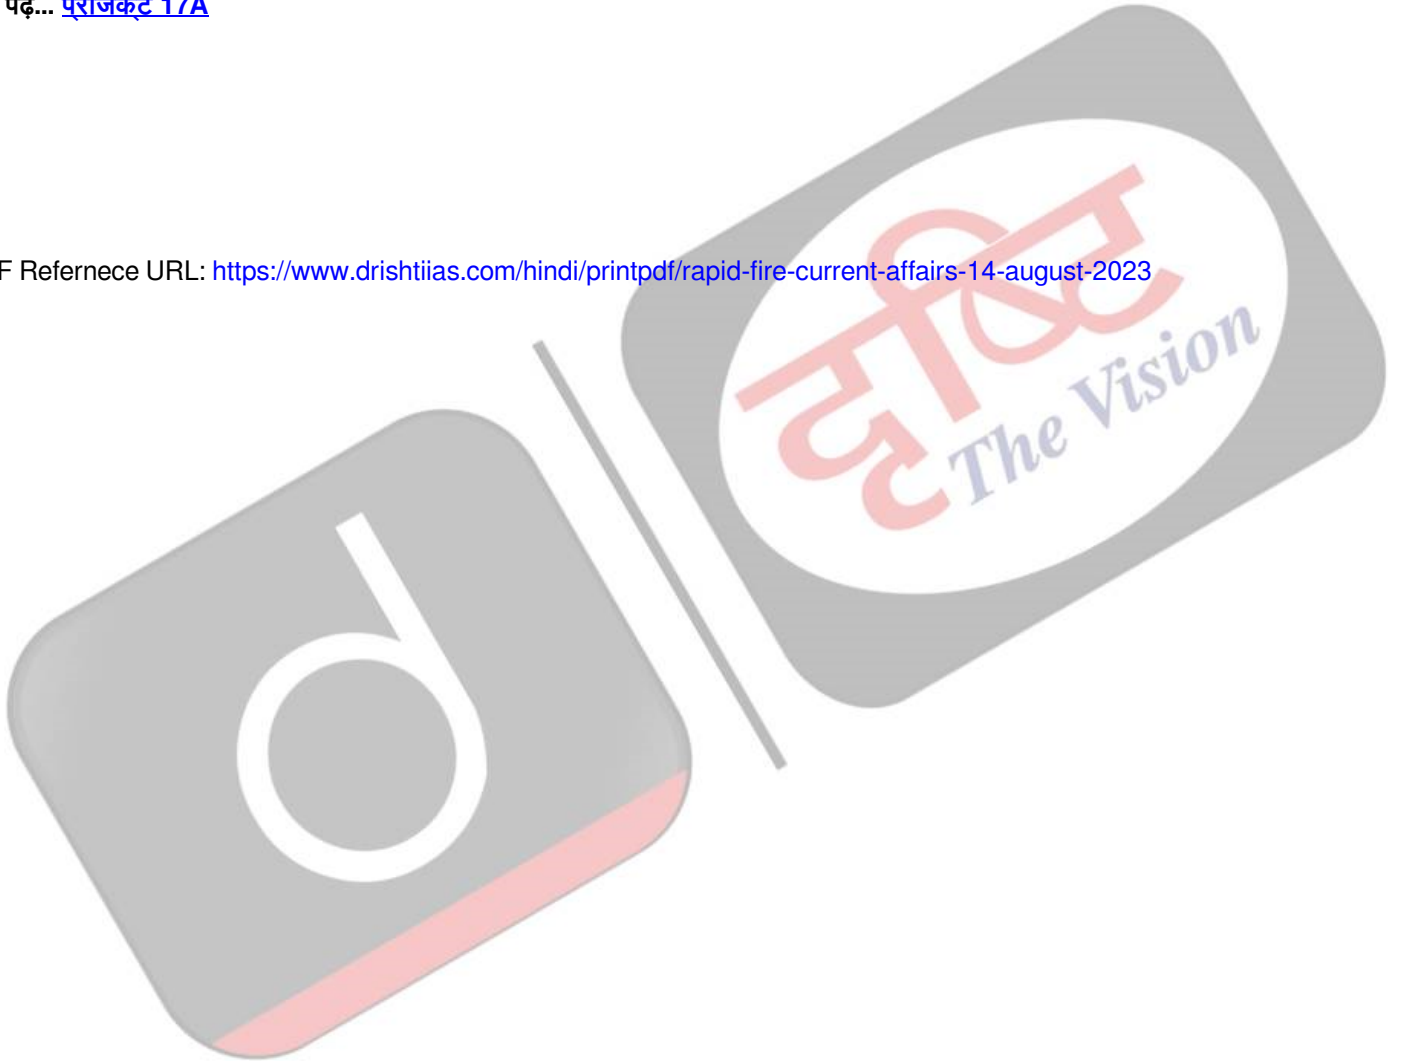 पढ़... प्रोजेक्ट 17A
F Refernece URL: https://www.drishtiias.com/hindi/printpdf/rapid-fire-current-affairs-14-august-2023
दृष्टि
The Vision
d